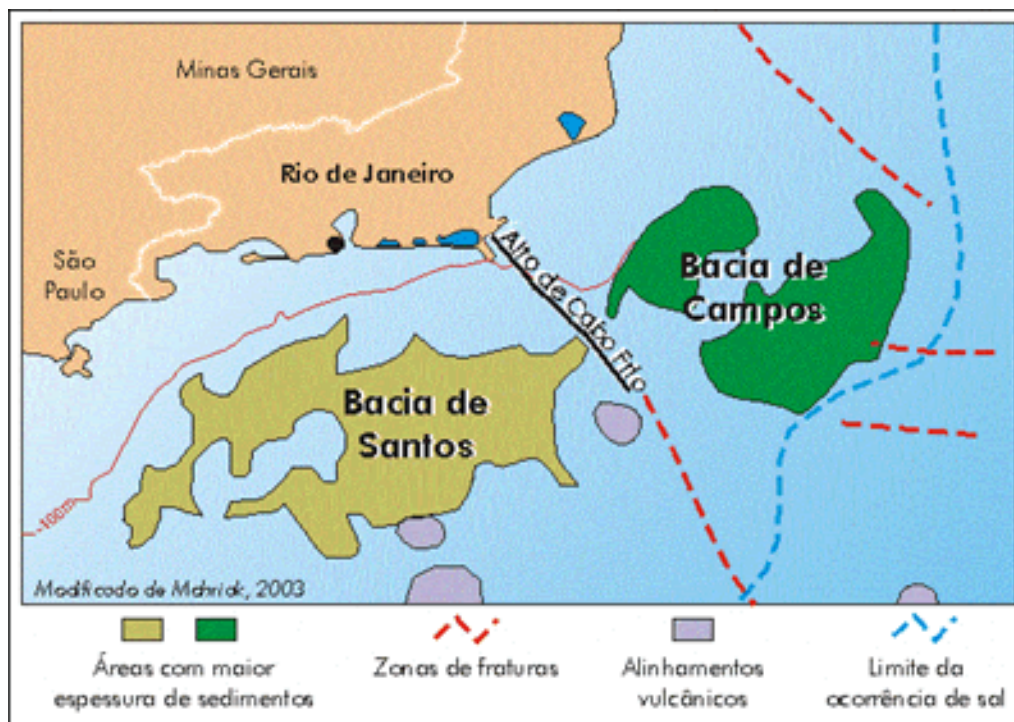 Minas Gerais
Rio de Janeiro
São
Paulo
Alto de Cabo Frio
Bacia de
Campos
Bacia de
Santos
-100m
Modificado de Mohriak, 2003
Áreas com maior
espessura de sedimentos
Zonas de fraturas
Alinhamentos
vulcânicos
Limite da
ocorrência de sal